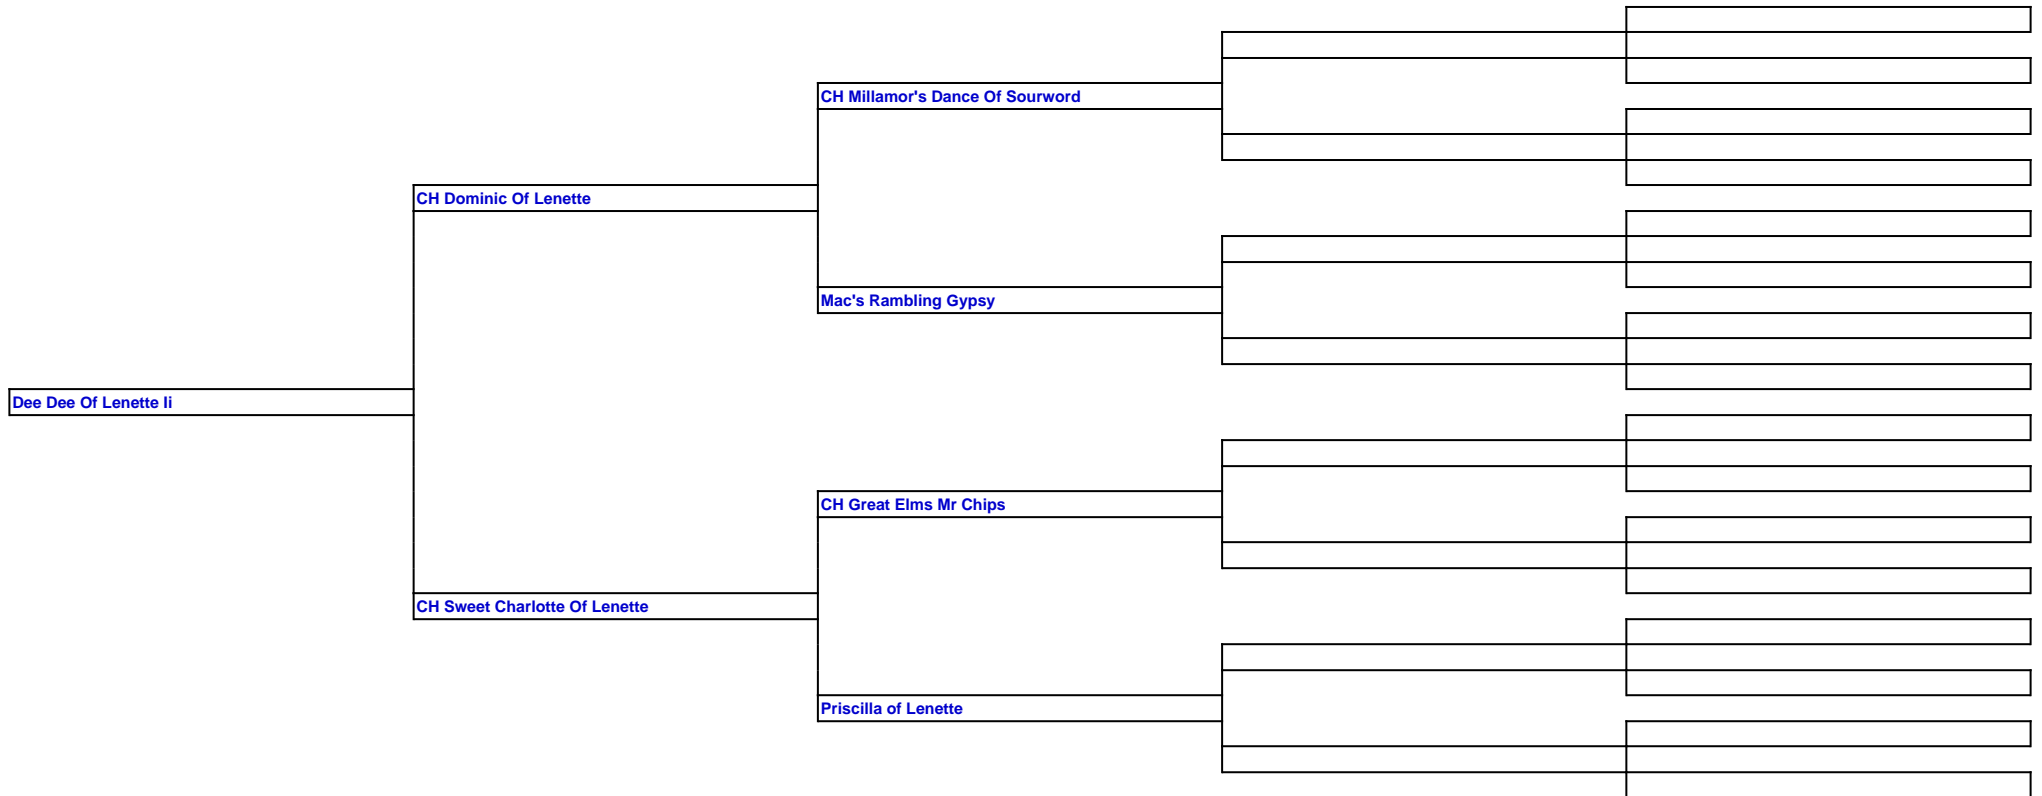 CH Millamor's Dance Of Sourword
CH Dominic Of Lenette
Mac's Rambling Gypsy
Dee Dee Of Lenette Ii
CH Great Elms Mr Chips
CH Sweet Charlotte Of Lenette
Priscilla of Lenette